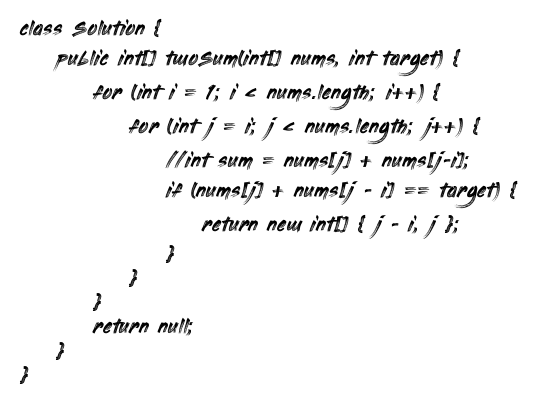 class Solution {
public int[] twoSum(int[] nums, int target) {
for (int i = 1; i < nums.length; i++) {
for (int j = i; j < nums.length; j++) {
//int sum = nums[j] + nums[j-i];
if (nums[j] + nums[j - i] == target) {
return new int[] { j - i, j };
}
}
}
return null;
}
}